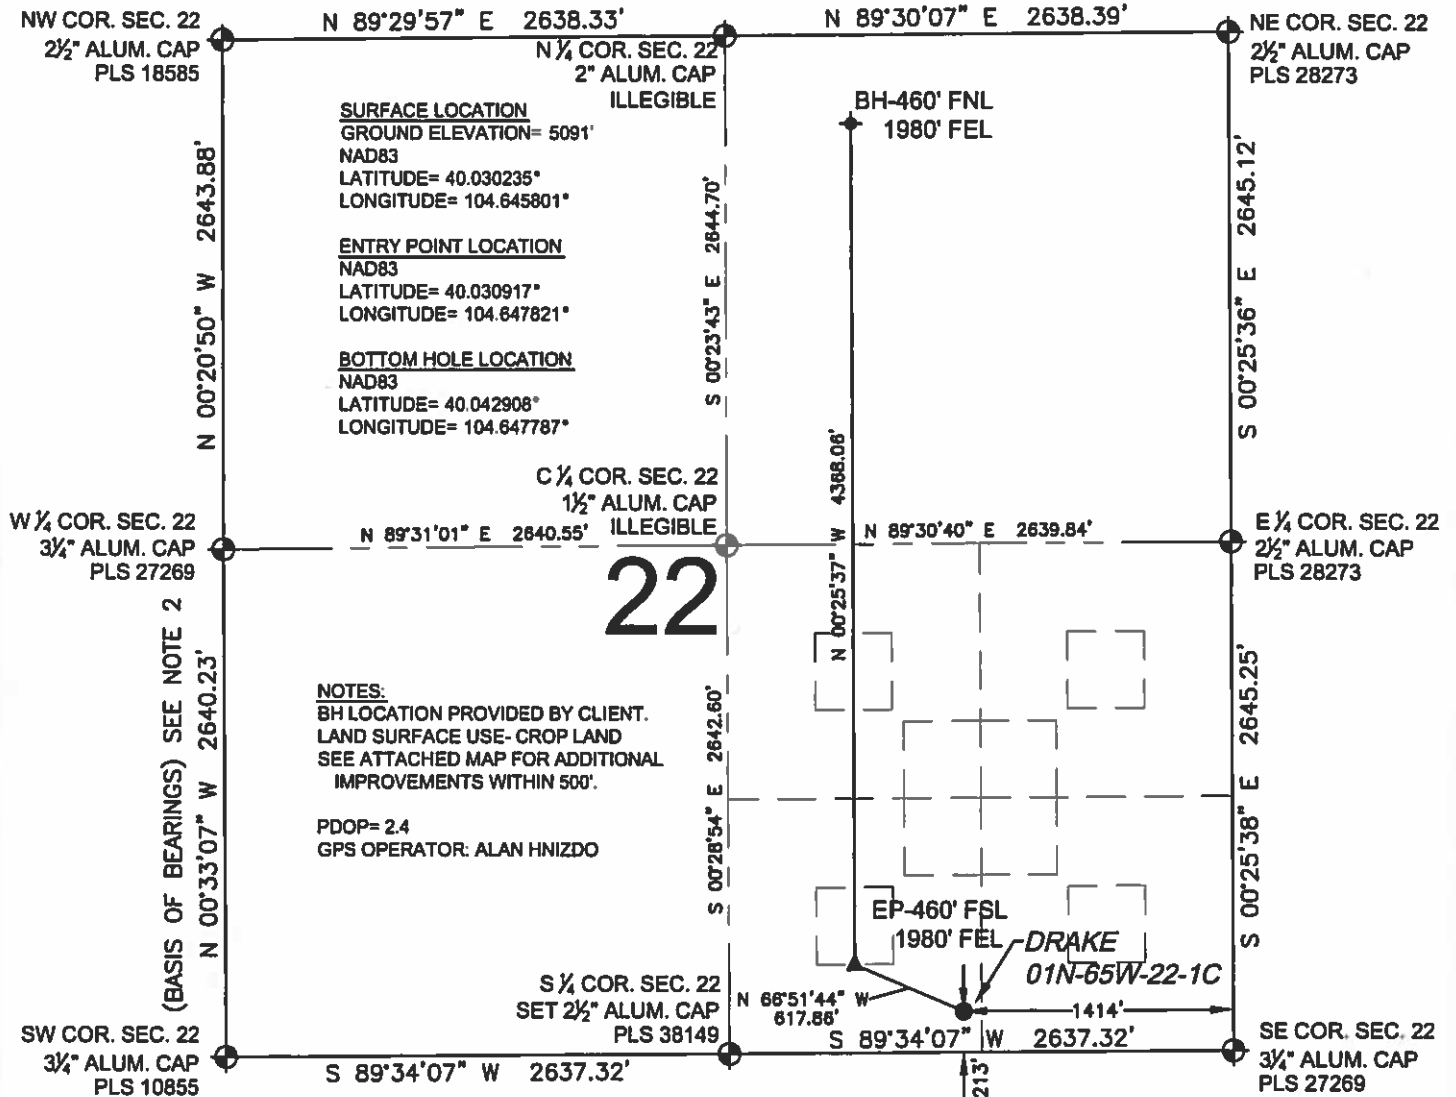 NW COR. SEC. 22
2½" ALUM. CAP
PLS 18585
N 89°29'57" E 2638.33'
N ¼ COR. SEC. 22
2" ALUM. CAP
ILLEGIBLE
N 89°30'07" E 2638.39'
NE COR. SEC. 22
2½" ALUM. CAP
PLS 28273
SURFACE LOCATION
GROUND ELEVATION= 5091'
NAD83
LATITUDE= 40.030235°
LONGITUDE= 104.645801°
ENTRY POINT LOCATION
NAD83
LATITUDE= 40.030917°
LONGITUDE= 104.647821°
BOTTOM HOLE LOCATION
NAD83
LATITUDE= 40.042908°
LONGITUDE= 104.647787°
BH-460' FNL
1980' FEL
N 00°20'50" W 2643.88'
S 00°23'43" E 2644.70'
S 00°25'36" E 2645.12'
N 00°25'37" W 4368.06'
C ¼ COR. SEC. 22
1½" ALUM. CAP
ILLEGIBLE
W ¼ COR. SEC. 22
3¼" ALUM. CAP
PLS 27269
N 89°31'01" E 2640.55'
N 89°30'40" E 2639.84'
E ¼ COR. SEC. 22
2½" ALUM. CAP
PLS 28273
22
(BASIS OF BEARINGS) SEE NOTE 2
N 00°33'07" W 2640.23'
NOTES:
BH LOCATION PROVIDED BY CLIENT.
LAND SURFACE USE- CROP LAND
SEE ATTACHED MAP FOR ADDITIONAL
IMPROVEMENTS WITHIN 500'.
PDOP= 2.4
GPS OPERATOR: ALAN HNIZDO
S 00°28'54" E 2642.60'
S 00°25'38" E 2645.25'
EP-460' FSL
1980' FEL
DRAKE
01N-65W-22-1C
N 66°51'44" W
617.86'
1414'
S ¼ COR. SEC. 22
SET 2½" ALUM. CAP
PLS 38149
SW COR. SEC. 22
3¼" ALUM. CAP
PLS 10855
S 89°34'07" W 2637.32'
S 89°34'07" W 2637.32'
213'
SE COR. SEC. 22
3¼" ALUM. CAP
PLS 27269